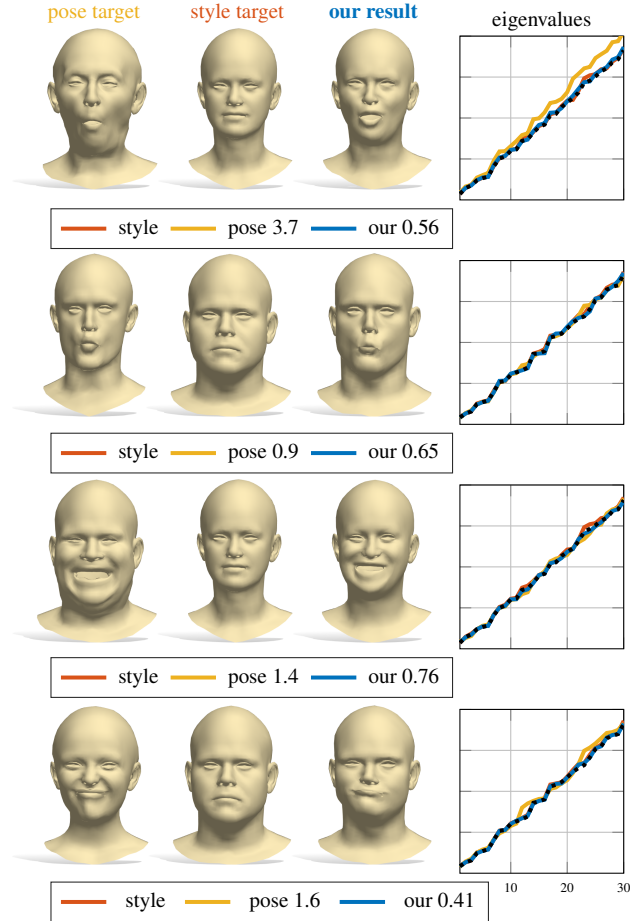 pose target style target our result eigenvalues
style pose 3.7 our 0.56
style pose 0.9 our 0.65
style pose 1.4 our 0.76
10 20 30
style pose 1.6 our 0.41